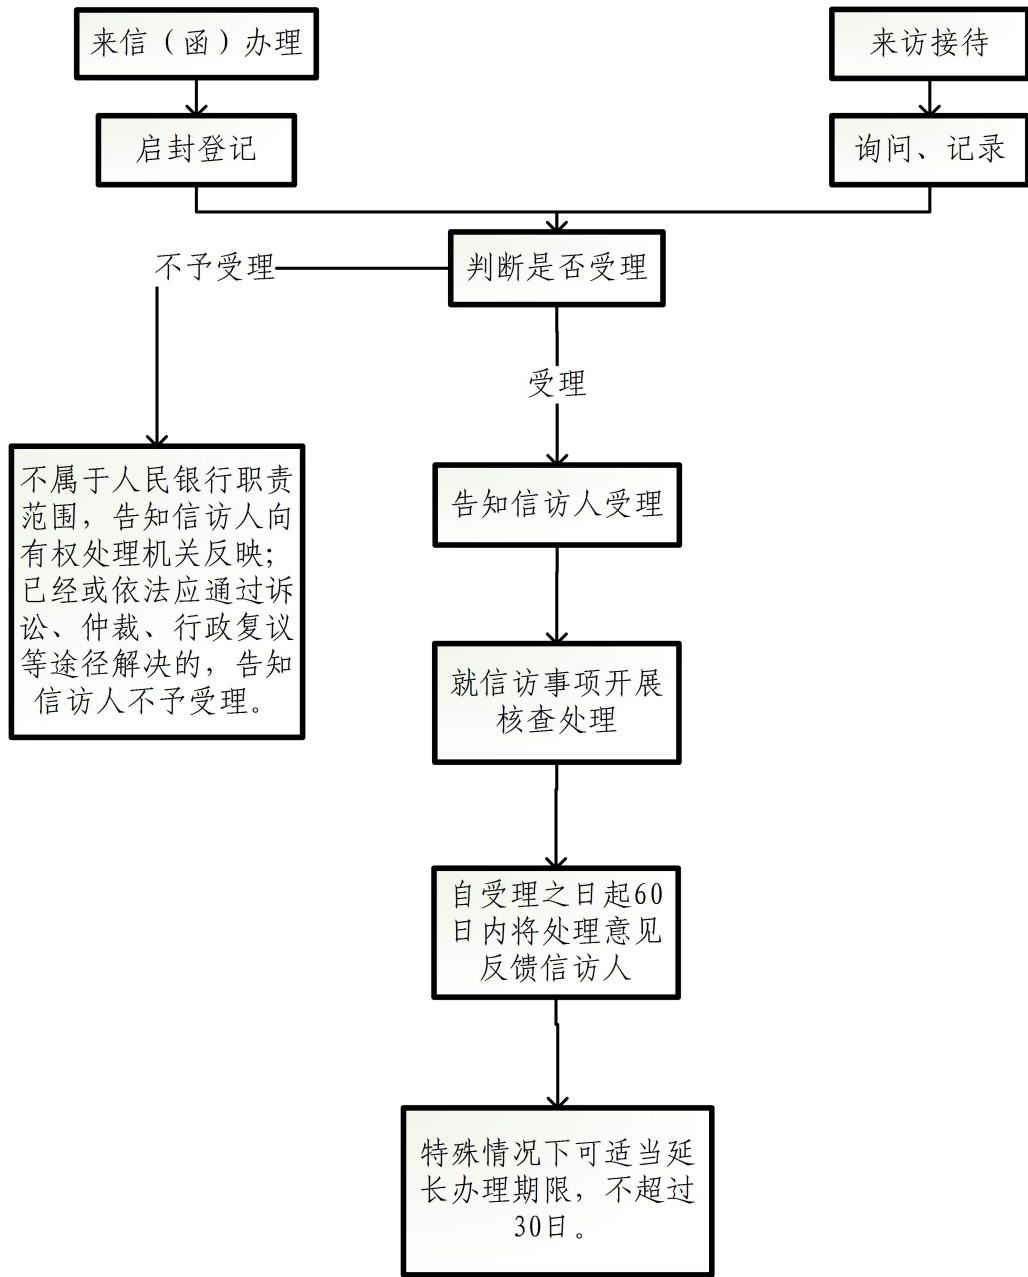 来信（函）办理
来访接待
启封登记
询问、记录
不予受理
判断是否受理
受理
不属于人民银行职责
范围，告知信访人向
有权处理机关反映；
已经或依法应通过诉
讼、仲裁、行政复议
等途径解决的，告知
信访人不予受理。
告知信访人受理
就信访事项开展
核查处理
自受理之日起60
日内将处理意见
反馈信访人
特殊情况下可适当延
长办理期限，不超过
30日。